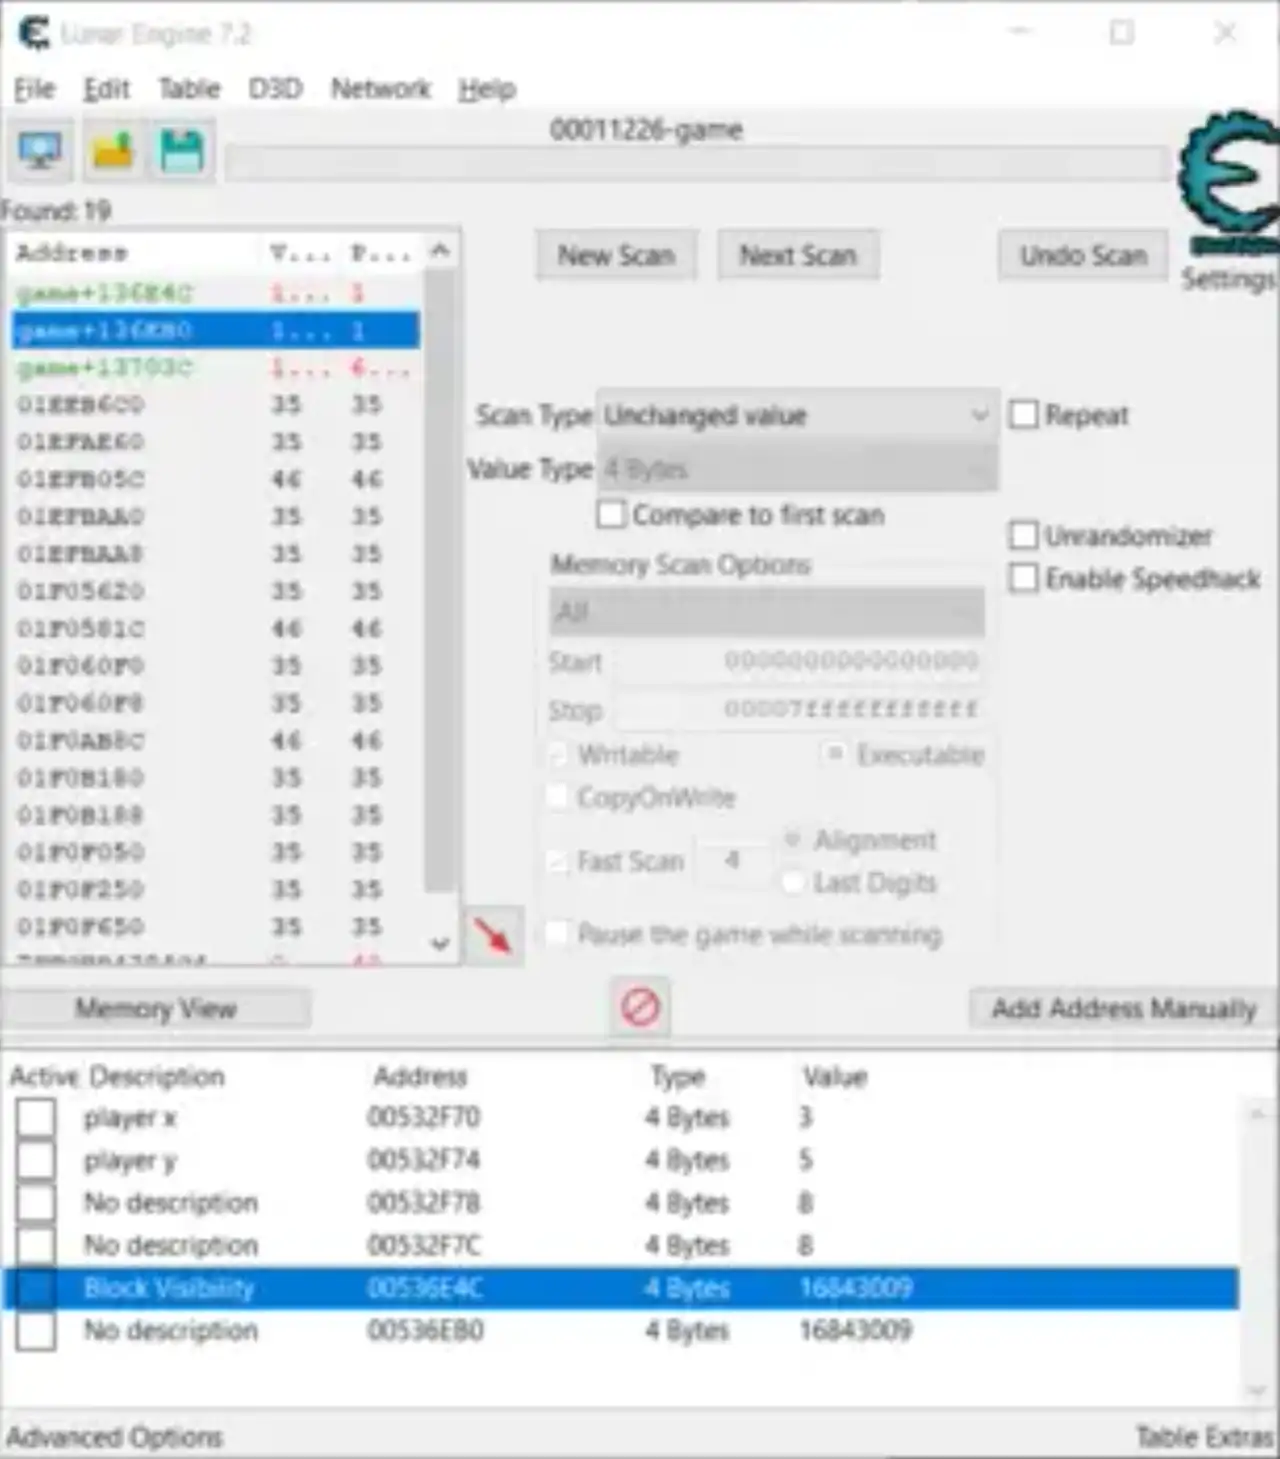 Lunar Engine 7.2
File Edit Table D3D Network Help
00011226-game
Found: 19
Address V... P...
New Scan Next Scan Undo Scan
Settings
game+136E4C 1... 1
game+136EB0 1... 1
game+13703C 1... 6...
01EEB6C0 35 35
01EFAE60 35 35
01EFB05C 46 46
01EFBAA0 35 35
01EFBAA8 35 35
01F05620 35 35
01F0581C 46 46
01F060F0 35 35
01F060F8 35 35
01F0AB8C 46 46
01F0B180 35 35
01F0B188 35 35
01F0F050 35 35
01F0F250 35 35
01F0F650 35 35
Scan Type Unchanged value Repeat
Value Type 4 Bytes
Compare to first scan
Unrandomizer
Enable Speedhack
Memory Scan Options
All
Start 0000000000000000
Stop 00007fffffffffff
Writable Executable
CopyOnWrite
Fast Scan 4 Alignment
Last Digits
Pause the game while scanning
Memory View Add Address Manually
Active Description Address Type Value
player x 00532F70 4 Bytes 3
player y 00532F74 4 Bytes 5
No description 00532F78 4 Bytes 8
No description 00532F7C 4 Bytes 8
Block Visibility 00536E4C 4 Bytes 16843009
No description 00536EB0 4 Bytes 16843009
Advanced Options Table Extras